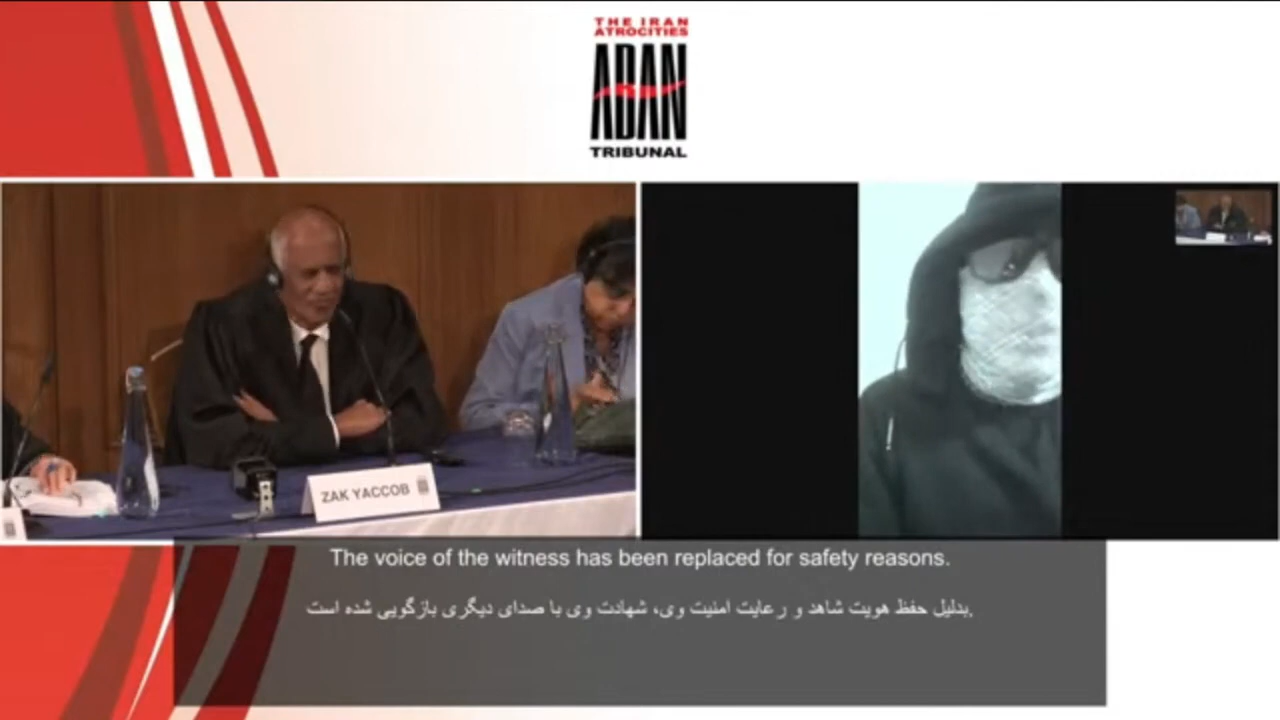 THE IRAN
ATROCITIES
ABAN
TRIBUNAL
ZAK YACCOB
The voice of the witness has been replaced for safety reasons.
بدلیل حفظ هویت شاهد و رعایت امنیت وی، شهادت وی با صدای دیگری بازگویی شده است.